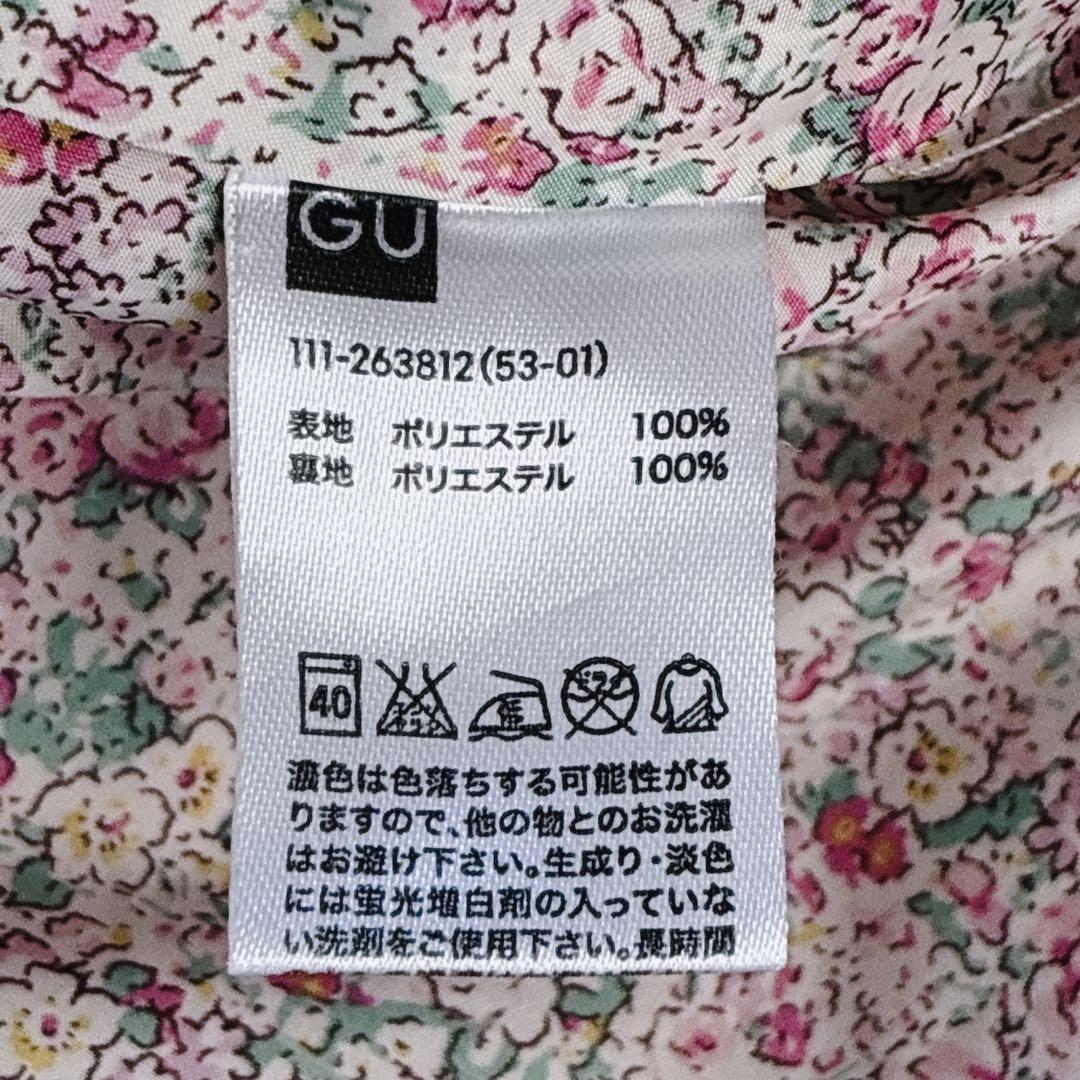 GU
111-263812(53-01)
表地 ポリエステル 100%
裏地 ポリエステル 100%
40
濃色は色落ちする可能性があ
りますので、他の物とのお洗濯
はお避け下さい。生成り・淡色
には蛍光増白剤の入っていな
い洗剤をご使用下さい。長時間